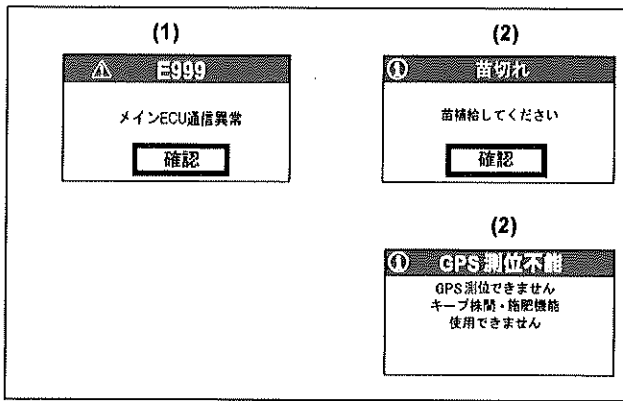 (1)
E999
メインECU通信異常
確認
(2)
苗切れ
苗補給してください
確認
(2)
GPS測位不能
GPS測位できません
キープ株間・施肥機能
使用できません